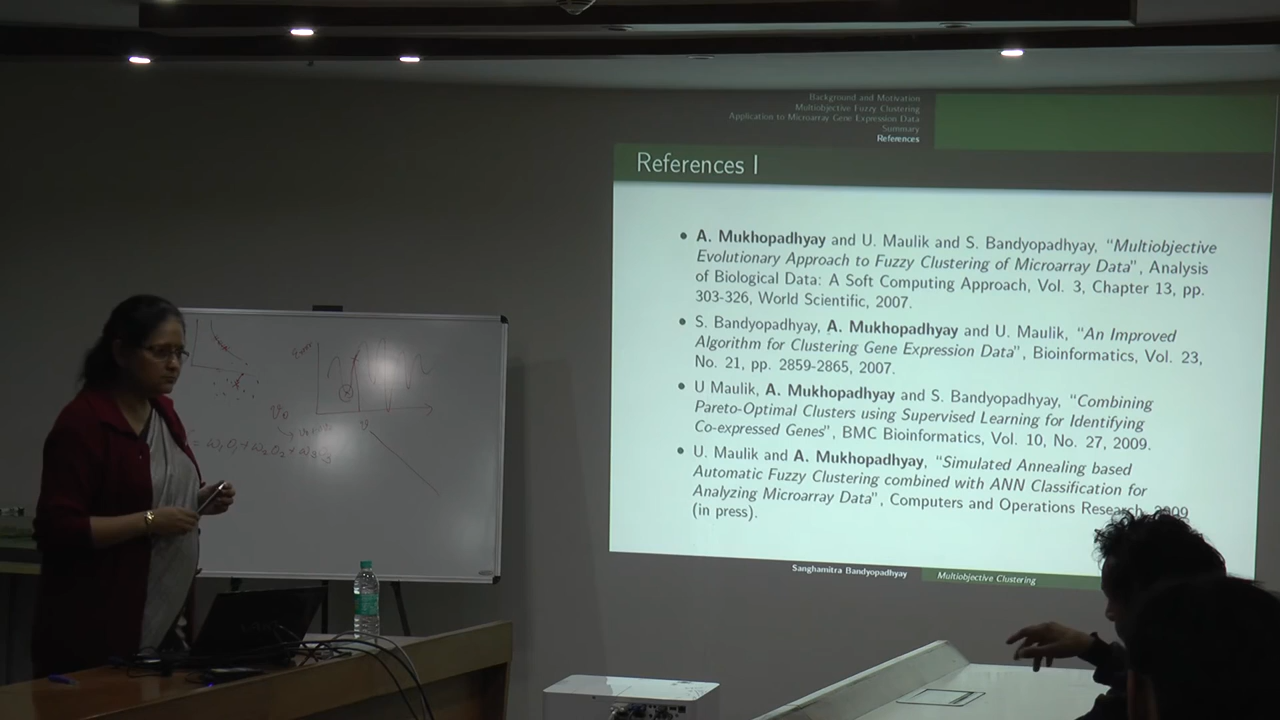 Background and Motivation
Multiobjective Fuzzy Clustering
Application to Microarray Gene Expression Data
Summary
References
References I
• A. Mukhopadhyay and U. Maulik and S. Bandyopadhyay, "Multiobjective
Evolutionary Approach to Fuzzy Clustering of Microarray Data", Analysis
of Biological Data: A Soft Computing Approach, Vol. 3, Chapter 13, pp.
303-326, World Scientific, 2007.
• S. Bandyopadhyay, A. Mukhopadhyay and U. Maulik, "An Improved
Algorithm for Clustering Gene Expression Data", Bioinformatics, Vol. 23,
No. 21, pp. 2859-2865, 2007.
• U Maulik, A. Mukhopadhyay and S. Bandyopadhyay, "Combining
Pareto-Optimal Clusters using Supervised Learning for Identifying
Co-expressed Genes", BMC Bioinformatics, Vol. 10, No. 27, 2009.
• U. Maulik and A. Mukhopadhyay, "Simulated Annealing based
Automatic Fuzzy Clustering combined with ANN Classification for
Analyzing Microarray Data", Computers and Operations Research, 2009
(in press).
Sanghamitra Bandyopadhyay Multiobjective Clustering
Error
= w₁O₁ + w₂O₂ + w₃O₃